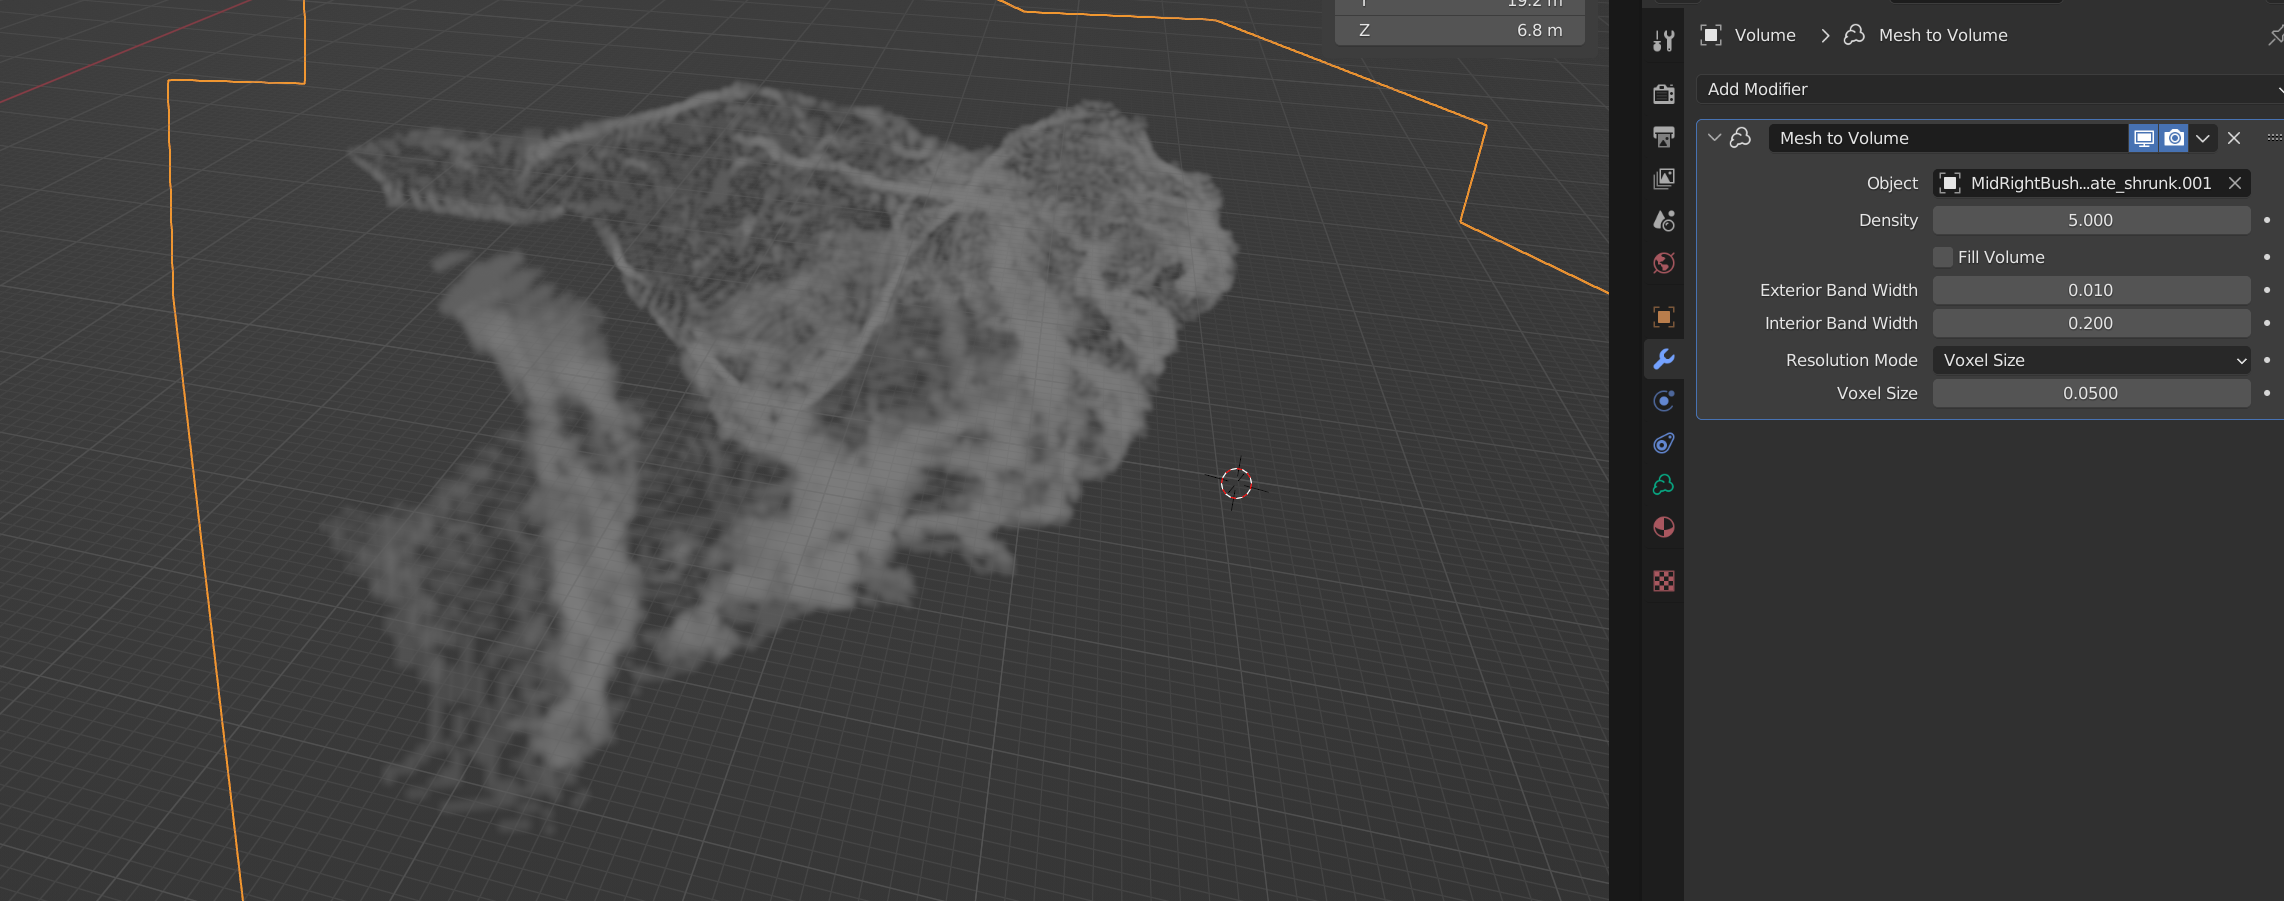 19.2 m
Z 6.8 m
Volume > Mesh to Volume
Add Modifier
Mesh to Volume
Object MidRightBush...ate_shrunk.001
Density 5.000
Fill Volume
Exterior Band Width 0.010
Interior Band Width 0.200
Resolution Mode Voxel Size
Voxel Size 0.0500